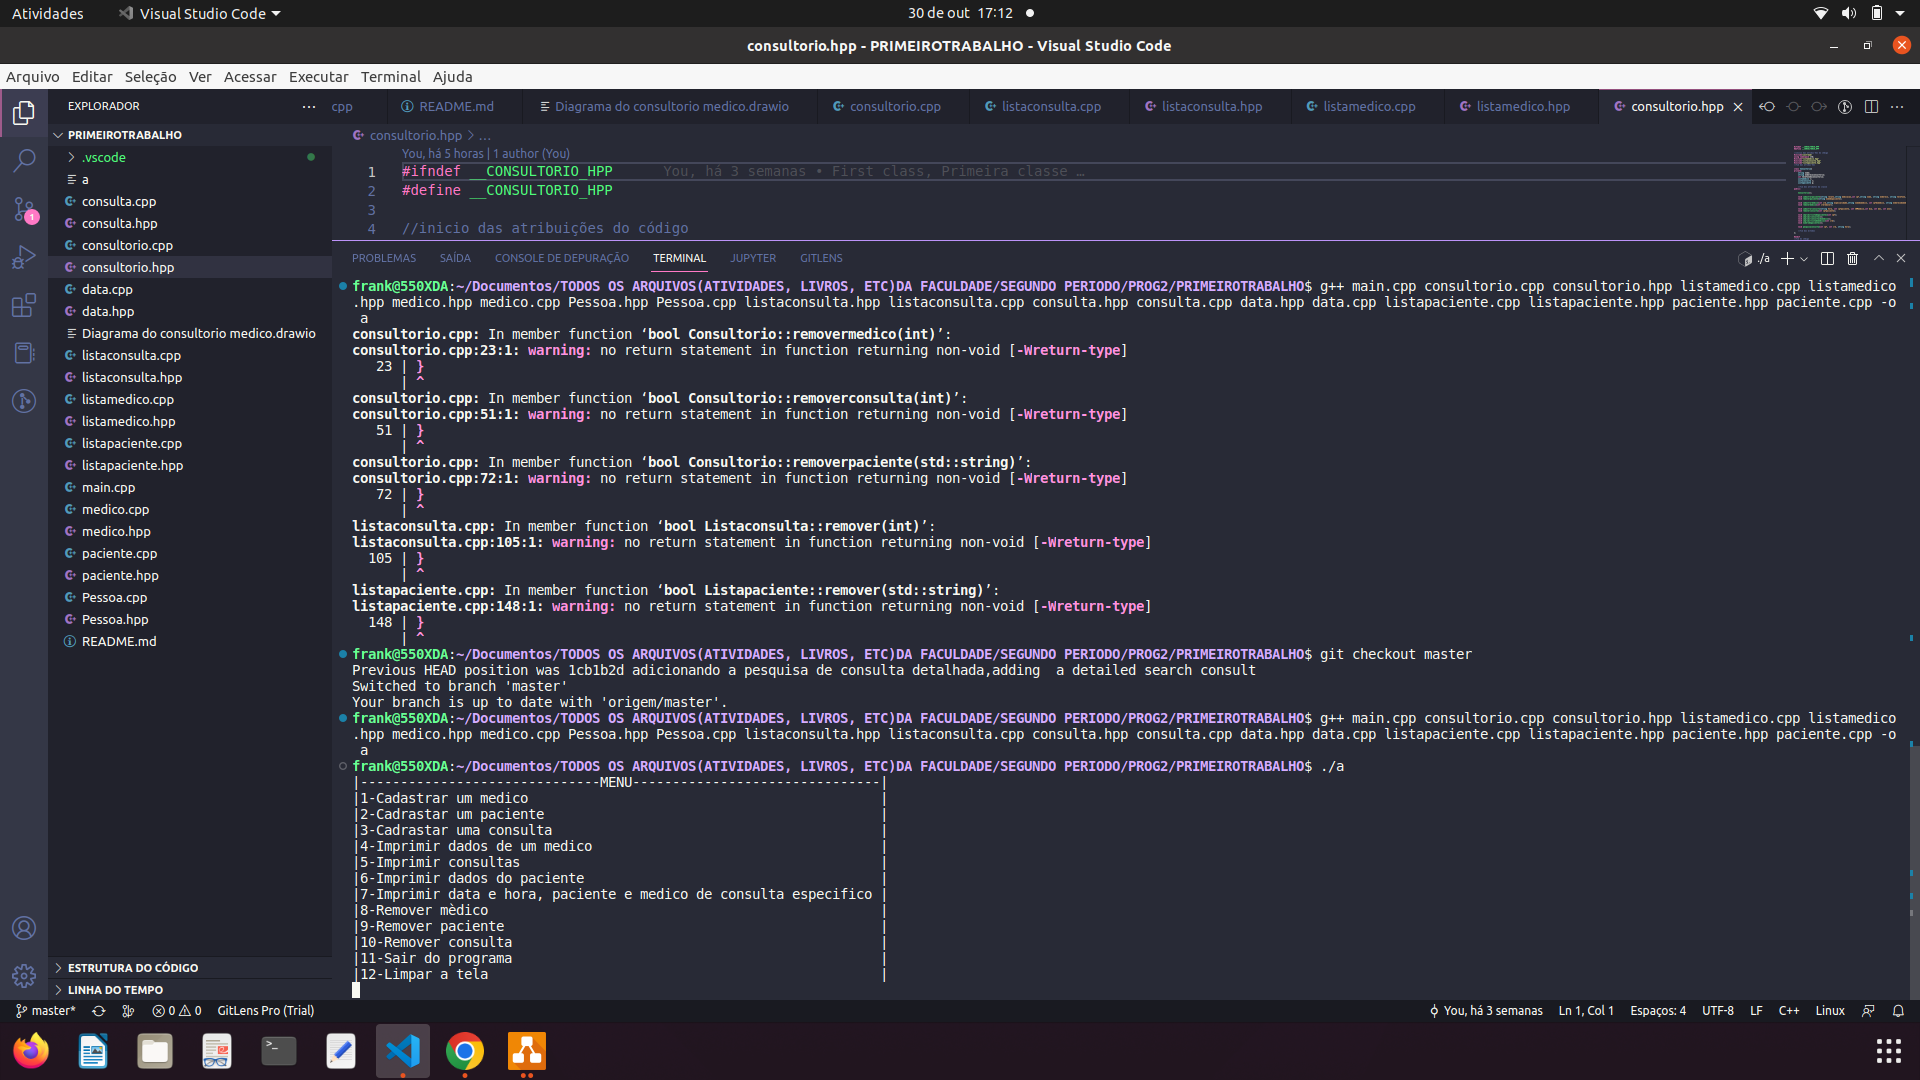 Atividades
Visual Studio Code
30 de out 17:12
consultorio.hpp - PRIMEIROTRABALHO - Visual Studio Code
Arquivo Editar Seleção Ver Acessar Executar Terminal Ajuda
EXPLORADOR
cpp
README.md
Diagrama do consultorio medico.drawio
consultorio.cpp
listaconsulta.cpp
listaconsulta.hpp
listamedico.cpp
listamedico.hpp
consultorio.hpp
PRIMEIROTRABALHO
.vscode
a
consulta.cpp
consulta.hpp
consultorio.cpp
consultorio.hpp
data.cpp
data.hpp
Diagrama do consultorio medico.drawio
listaconsulta.cpp
listaconsulta.hpp
listamedico.cpp
listamedico.hpp
listapaciente.cpp
listapaciente.hpp
main.cpp
medico.cpp
medico.hpp
paciente.cpp
paciente.hpp
Pessoa.cpp
Pessoa.hpp
README.md
ESTRUTURA DO CÓDIGO
LINHA DO TEMPO
1
consultorio.hpp > ...
You, há 5 horas | 1 author (You)
1 #ifndef __CONSULTORIO_HPP You, há 3 semanas • First class, Primeira classe …
2 #define __CONSULTORIO_HPP
3
4 //inicio das atribuições do código
PROBLEMAS SAÍDA CONSOLE DE DEPURAÇÃO TERMINAL JUPYTER GITLENS
./a
frank@550XDA:~/Documentos/TODOS OS ARQUIVOS(ATIVIDADES, LIVROS, ETC)DA FACULDADE/SEGUNDO PERIODO/PROG2/PRIMEIROTRABALHO$ g++ main.cpp consultorio.cpp consultorio.hpp listamedico.cpp listamedico
.hpp medico.hpp medico.cpp Pessoa.hpp Pessoa.cpp listaconsulta.hpp listaconsulta.cpp consulta.hpp consulta.cpp data.hpp data.cpp listapaciente.cpp listapaciente.hpp paciente.hpp paciente.cpp -o
a
consultorio.cpp: In member function ‘bool Consultorio::removermedico(int)’:
consultorio.cpp:23:1: warning: no return statement in function returning non-void [-Wreturn-type]
23 | }
| ^
consultorio.cpp: In member function ‘bool Consultorio::removerconsulta(int)’:
consultorio.cpp:51:1: warning: no return statement in function returning non-void [-Wreturn-type]
51 | }
| ^
consultorio.cpp: In member function ‘bool Consultorio::removerpaciente(std::string)’:
consultorio.cpp:72:1: warning: no return statement in function returning non-void [-Wreturn-type]
72 | }
| ^
listaconsulta.cpp: In member function ‘bool Listaconsulta::remover(int)’:
listaconsulta.cpp:105:1: warning: no return statement in function returning non-void [-Wreturn-type]
105 | }
| ^
listapaciente.cpp: In member function ‘bool Listapaciente::remover(std::string)’:
listapaciente.cpp:148:1: warning: no return statement in function returning non-void [-Wreturn-type]
148 | }
| ^
frank@550XDA:~/Documentos/TODOS OS ARQUIVOS(ATIVIDADES, LIVROS, ETC)DA FACULDADE/SEGUNDO PERIODO/PROG2/PRIMEIROTRABALHO$ git checkout master
Previous HEAD position was 1cb1b2d adicionando a pesquisa de consulta detalhada,adding  a detailed search consult
Switched to branch 'master'
Your branch is up to date with 'origem/master'.
frank@550XDA:~/Documentos/TODOS OS ARQUIVOS(ATIVIDADES, LIVROS, ETC)DA FACULDADE/SEGUNDO PERIODO/PROG2/PRIMEIROTRABALHO$ g++ main.cpp consultorio.cpp consultorio.hpp listamedico.cpp listamedico
.hpp medico.hpp medico.cpp Pessoa.hpp Pessoa.cpp listaconsulta.hpp listaconsulta.cpp consulta.hpp consulta.cpp data.hpp data.cpp listapaciente.cpp listapaciente.hpp paciente.hpp paciente.cpp -o
a
frank@550XDA:~/Documentos/TODOS OS ARQUIVOS(ATIVIDADES, LIVROS, ETC)DA FACULDADE/SEGUNDO PERIODO/PROG2/PRIMEIROTRABALHO$ ./a
|------------------------------MENU-------------------------------|
|1-Cadastrar um medico |
|2-Cadrastar um paciente |
|3-Cadrastar uma consulta |
|4-Imprimir dados de um medico |
|5-Imprimir consultas |
|6-Imprimir dados do paciente |
|7-Imprimir data e hora, paciente e medico de consulta especifico |
|8-Remover mèdico |
|9-Remover paciente |
|10-Remover consulta |
|11-Sair do programa |
|12-Limpar a tela |
master* 0 0 GitLens Pro (Trial)
You, há 3 semanas Ln 1, Col 1 Espaços: 4 UTF-8 LF C++ Linux